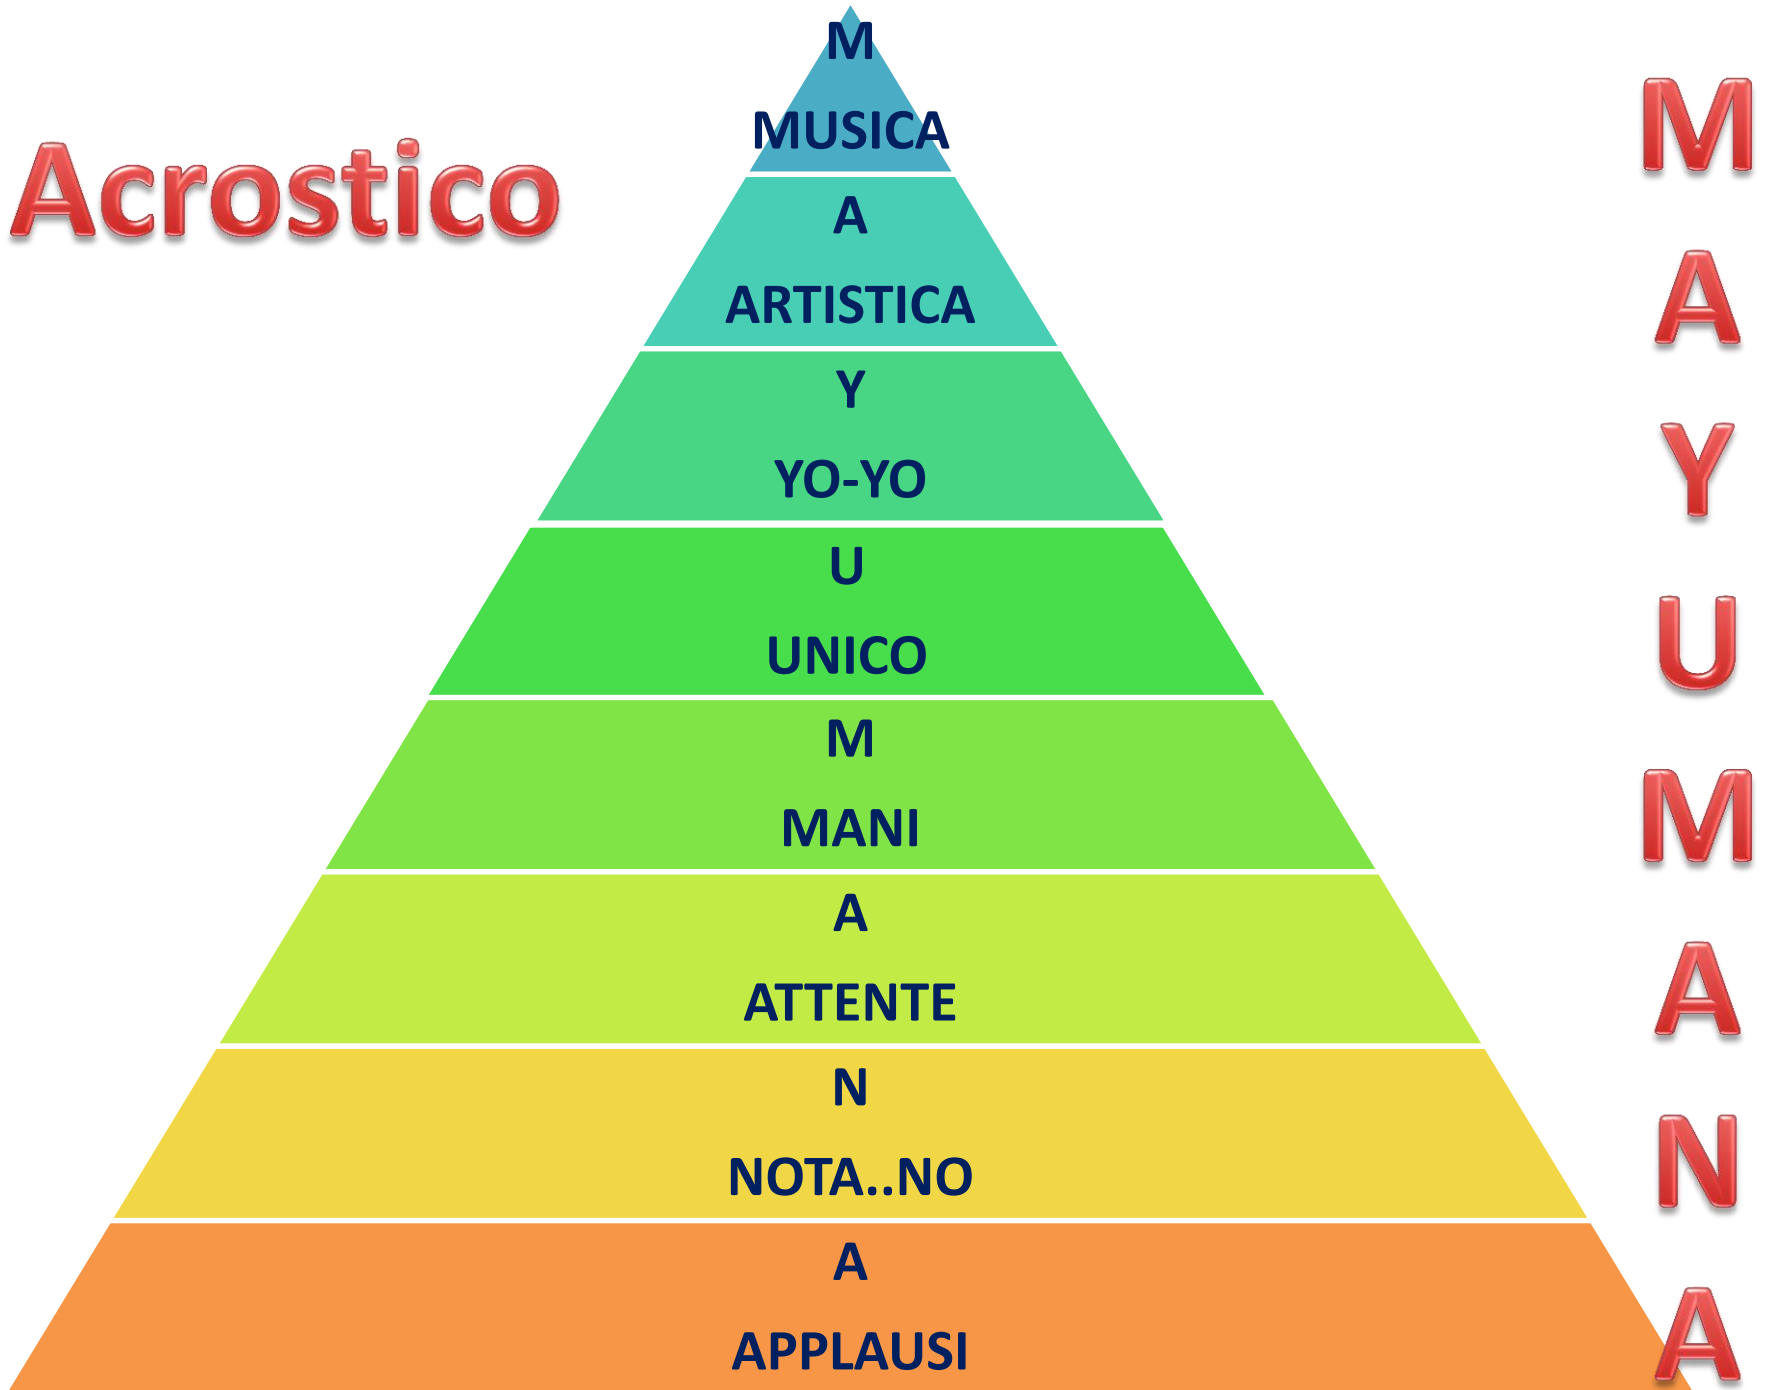 Acrostico
M
MUSICA
A
ARTISTICA
Y
YO-YO
U
UNICO
M
MANI
A
ATTENTE
N
NOTA..NO
A
APPLAUSI
M
A
Y
U
M
A
N
A